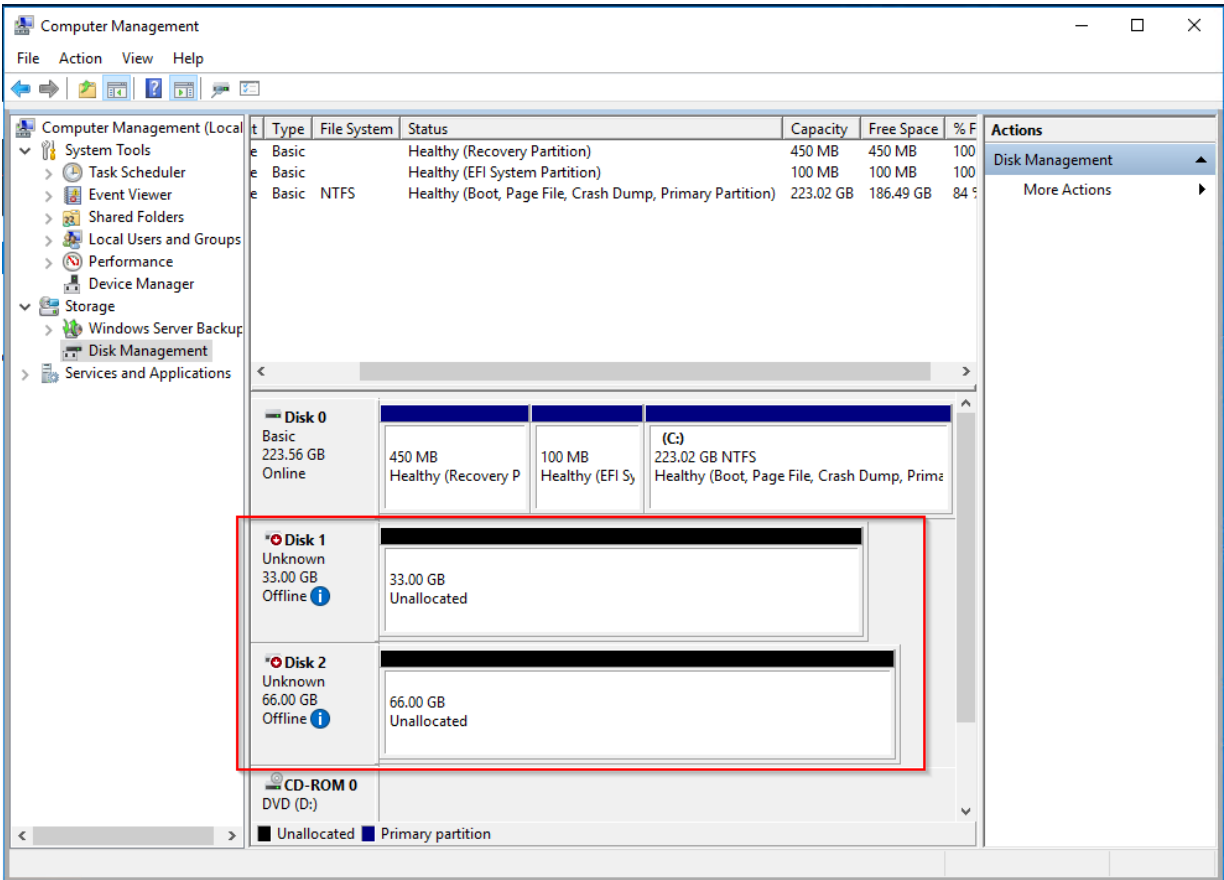 Computer Management
File Action View Help
Computer Management (Local
System Tools
Task Scheduler
Event Viewer
Shared Folders
Local Users and Groups
Performance
Device Manager
Storage
Windows Server Backup
Disk Management
Services and Applications
t Type File System Status Capacity Free Space % F
e Basic Healthy (Recovery Partition) 450 MB 450 MB 100
e Basic Healthy (EFI System Partition) 100 MB 100 MB 100
e Basic NTFS Healthy (Boot, Page File, Crash Dump, Primary Partition) 223.02 GB 186.49 GB 84 %
Disk 0
Basic
223.56 GB
Online
450 MB
Healthy (Recovery P
100 MB
Healthy (EFI Sy
(C:)
223.02 GB NTFS
Healthy (Boot, Page File, Crash Dump, Prima
Disk 1
Unknown
33.00 GB
Offline
33.00 GB
Unallocated
Disk 2
Unknown
66.00 GB
Offline
66.00 GB
Unallocated
CD-ROM 0
DVD (D:)
Unallocated Primary partition
Actions
Disk Management
More Actions